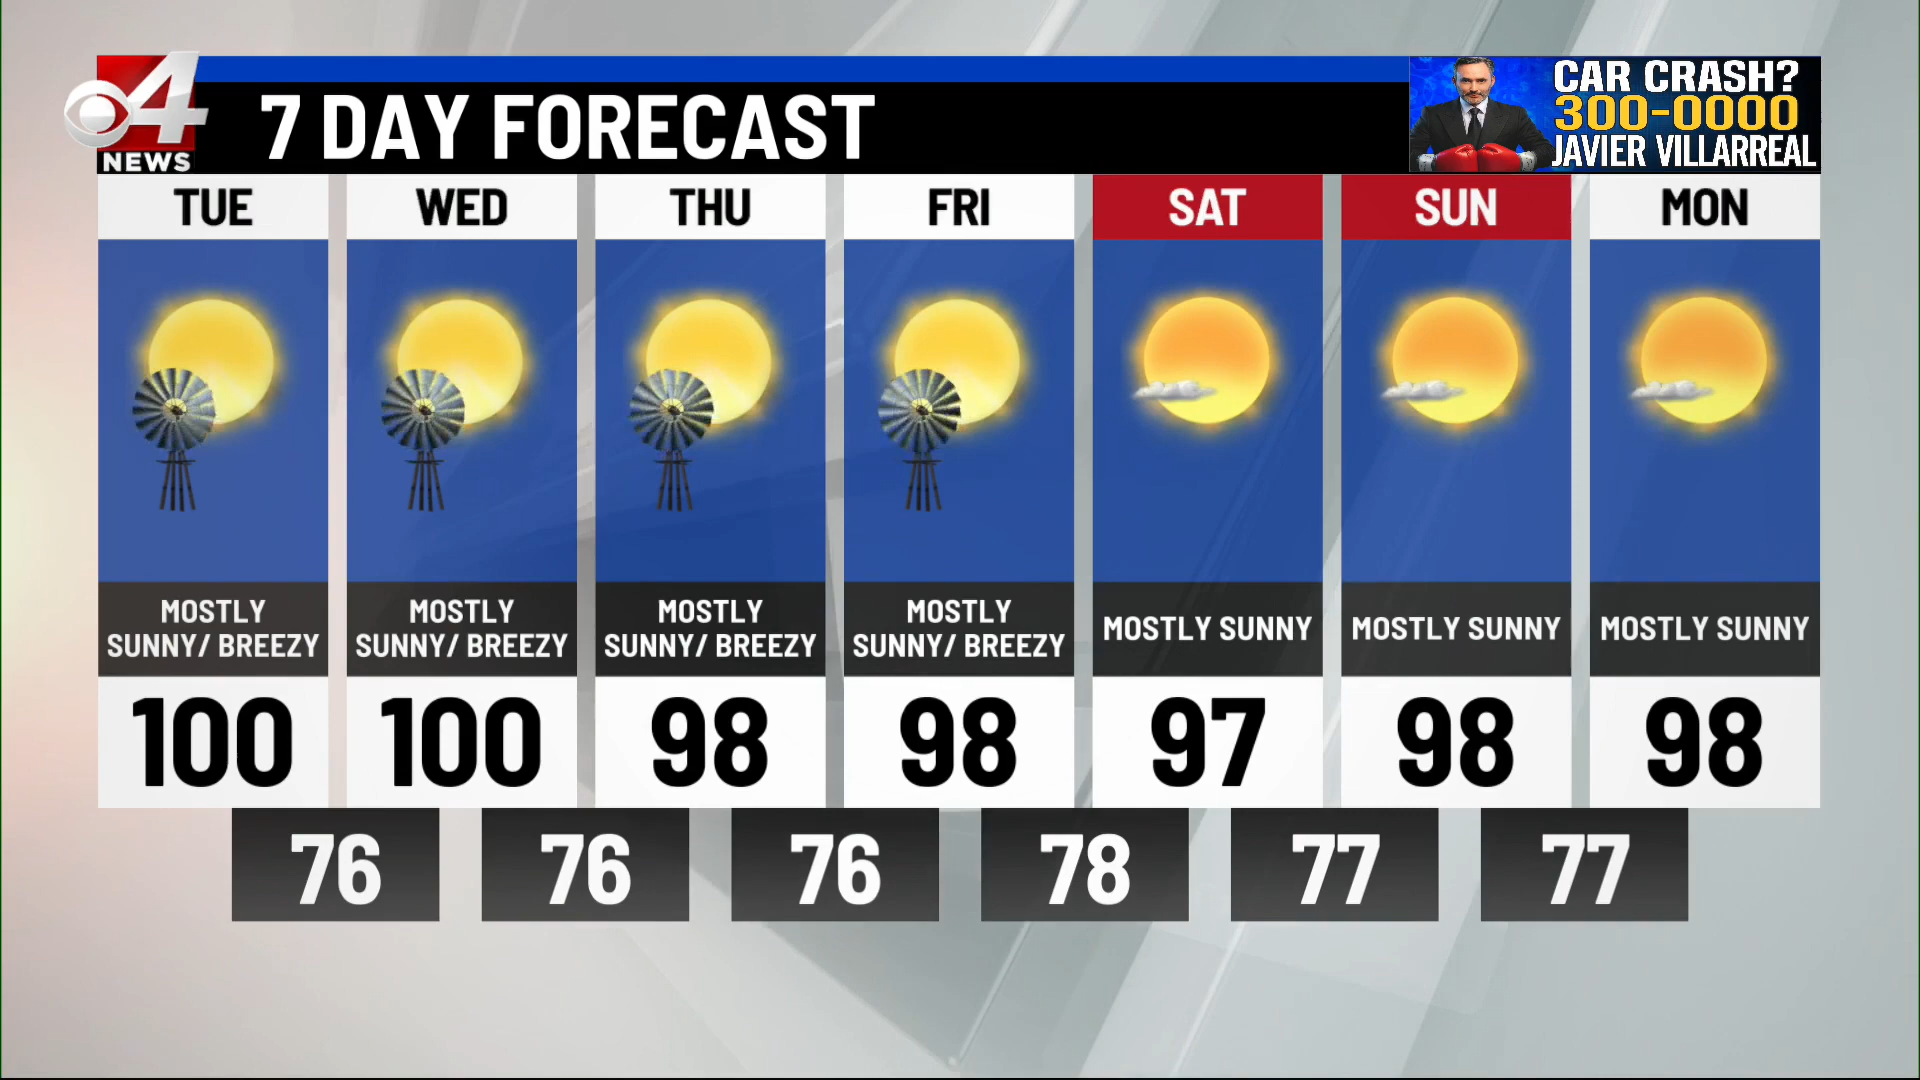 4
NEWS
7 DAY FORECAST
CAR CRASH?
300-0000
JAVIER VILLARREAL
TUE
WED
THU
FRI
SAT
SUN
MON
MOSTLY
SUNNY/ BREEZY
MOSTLY
SUNNY/ BREEZY
MOSTLY
SUNNY/ BREEZY
MOSTLY
SUNNY/ BREEZY
MOSTLY SUNNY
MOSTLY SUNNY
MOSTLY SUNNY
100
100
98
98
97
98
98
76
76
76
78
77
77